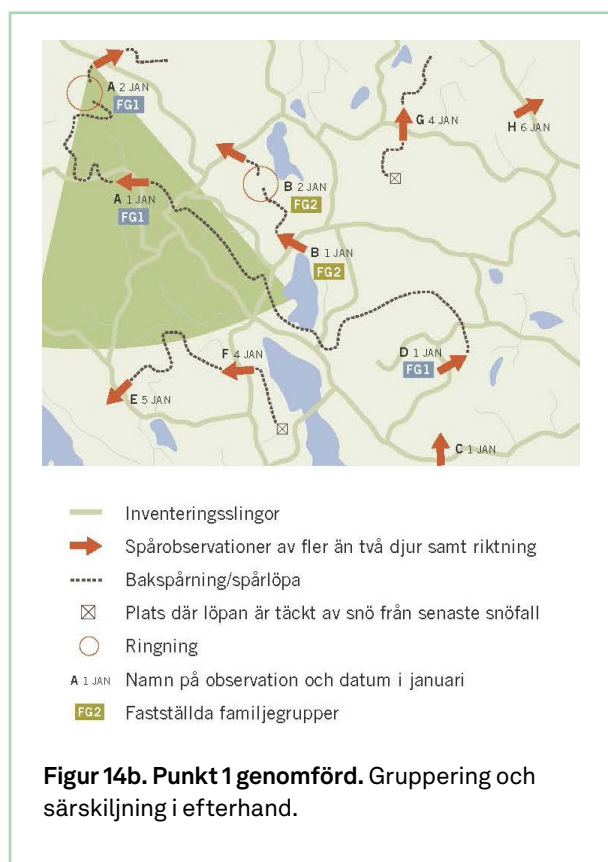 A 2 JAN
FG1
G 4 JAN
H 6 JAN
B 2 JAN
FG2
A 1 JAN
FG1
B 1 JAN
FG2
D 1 JAN
FG1
F 4 JAN
E 5 JAN
C 1 JAN
Inventeringsslingor
Spårobservationer av fler än två djur samt riktning
Bakspårning/spårlöpa
Plats där löpan är täckt av snö från senaste snöfall
Ringning
A 1 JAN Namn på observation och datum i januari
FG2 Fastställda familjegrupper
Figur 14b. Punkt 1 genomförd. Gruppering och
särskiljning i efterhand.